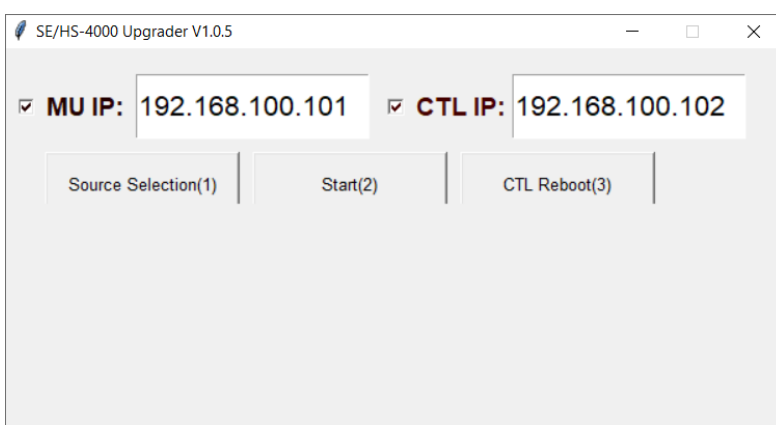 SE/HS-4000 Upgrader V1.0.5
MU IP: 192.168.100.101 CTL IP: 192.168.100.102
Source Selection(1) Start(2) CTL Reboot(3)